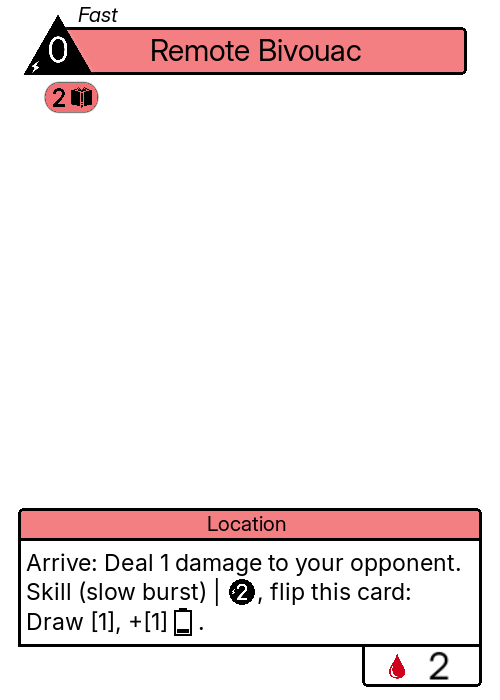 Fast
0
Remote Bivouac
2
Location
Arrive: Deal 1 damage to your opponent.
Skill (slow burst) | 2, flip this card:
Draw [1], +[1] .
2